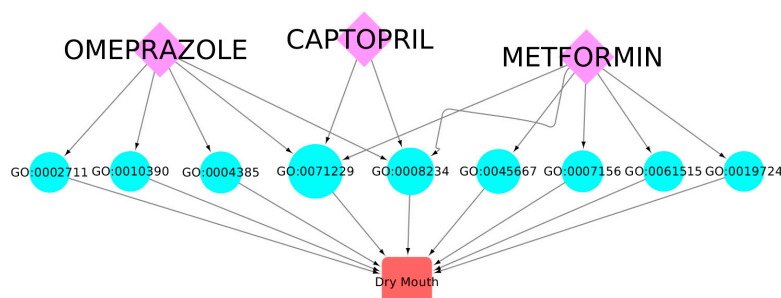 OMEPRAZOLE
CAPTOPRIL
METFORMIN
GO:0002711
GO:0010390
GO:0004385
GO:0071229
GO:0008234
GO:0045667
GO:0007156
GO:0061515
GO:0019724
Dry Mouth